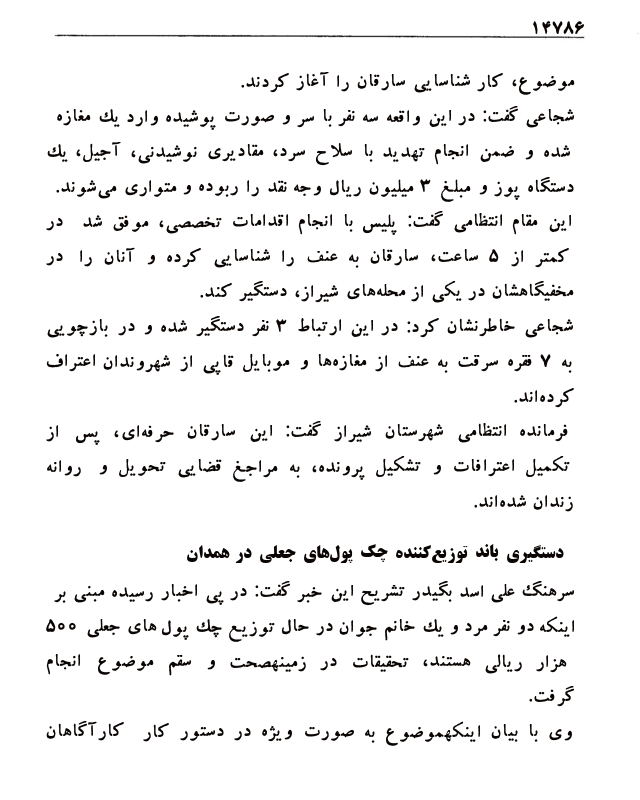 ۱۴۷۸۶
موضوع، کار شناسایی سارقان را آغاز کردند.
شجاعی گفت: در این واقعه سه نفر با سر و صورت پوشیده وارد یك مغازه
شده و ضمن انجام تهدید با سلاح سرد، مقادیری نوشیدنی، آجیل، یك
دستگاه پوز و مبلغ ۳ میلیون ریال وجه نقد را ربوده و متواری می‌شوند.
این مقام انتظامی گفت: پلیس با انجام اقدامات تخصصی، موفق شد در
کمتر از ۵ ساعت، سارقان به عنف را شناسایی کرده و آنان را در
مخفیگاهشان در یکی از محله‌های شیراز، دستگیر کند.
شجاعی خاطرنشان کرد: در این ارتباط ۳ نفر دستگیر شده و در بازچویی
به ۷ فقره سرقت به عنف از مغازه‌ها و موبایل قاپی از شهروندان اعتراف
کرده‌اند.
فرمانده انتظامی شهرستان شیراز گفت: این سارقان حرفه‌ای، پس از
تکمیل اعترافات و تشکیل پرونده، به مراجع قضایی تحویل و روانه
زندان شده‌اند.
دستگیری باند توزیع‌کننده چک پول‌های جعلی در همدان
سرهنگ علی اسد بگیدر تشریح این خبر گفت: در پی اخبار رسیده مبنی بر
اینکه دو نفر مرد و یك خانم جوان در حال توزیع چك پول های جعلی ۵۰۰
هزار ریالی هستند، تحقیقات در زمینهصحت و سقم موضوع انجام
گرفت.
وی با بیان اینکهموضوع به صورت ویژه در دستور کار کارآگاهان